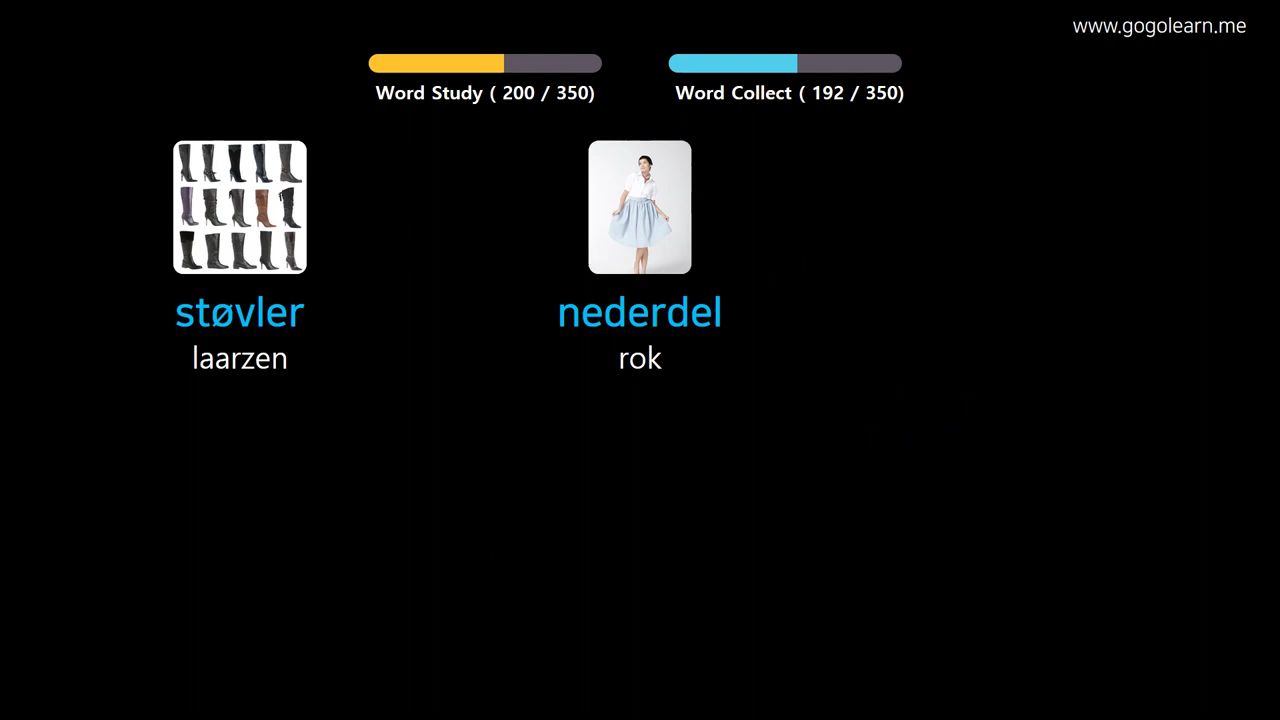 www.gogolearn.me
Word Study ( 200 / 350)
Word Collect ( 192 / 350)
støvler
laarzen
nederdel
rok